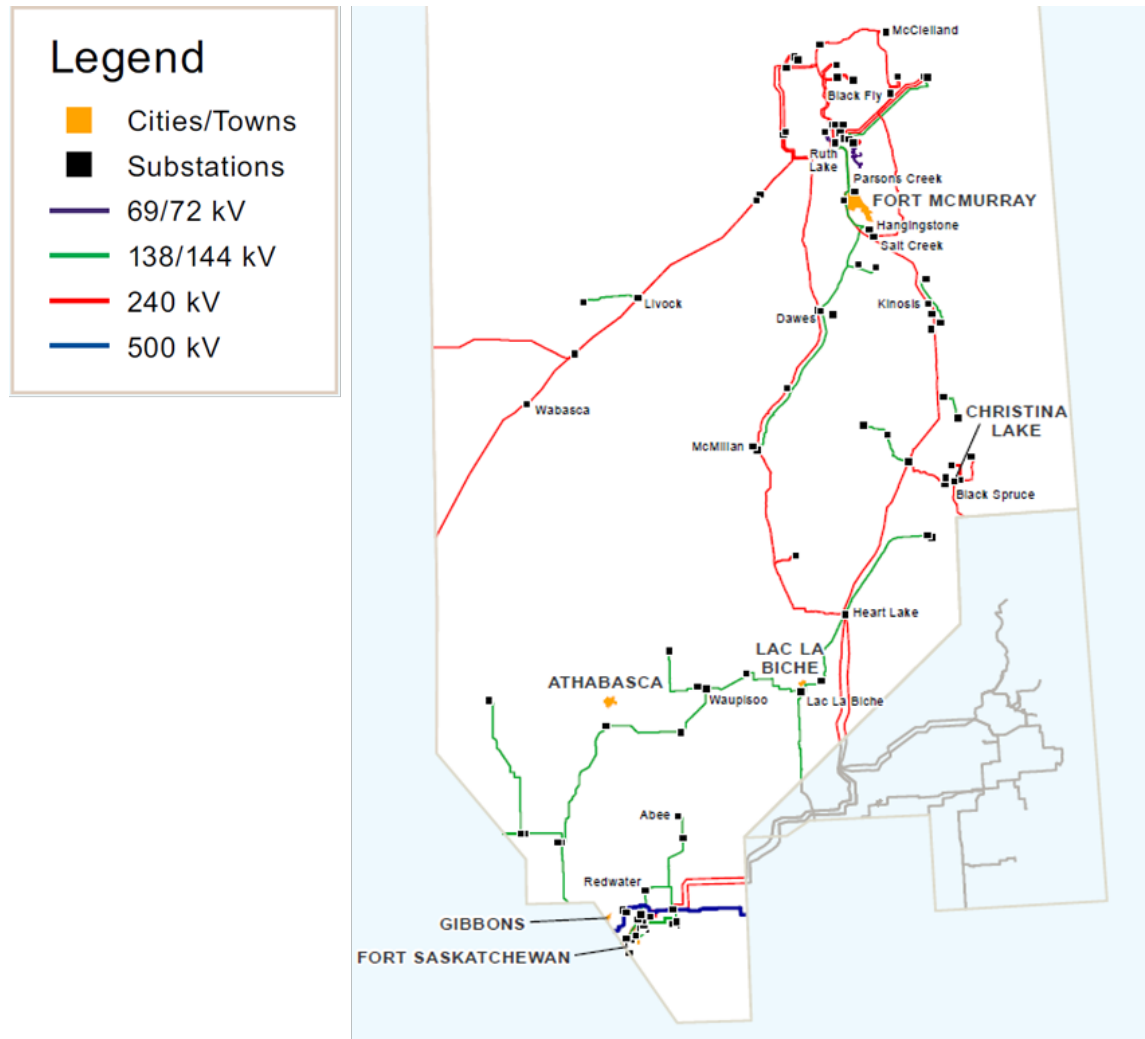 Legend
Cities/Towns
Substations
69/72 kV
138/144 kV
240 kV
500 kV
McClelland
Black Fly
Ruth
Lake
Parsons Creek
FORT MCMURRAY
Hangingstone
Salt Creek
Kinosis
Livock
Dawes
Wabasca
CHRISTINA
LAKE
McMillan
Black Spruce
Heart Lake
LAC LA
BICHE
ATHABASCA
Waupisoo
Lac La Biche
Abee
Redwater
GIBBONS
FORT SASKATCHEWAN